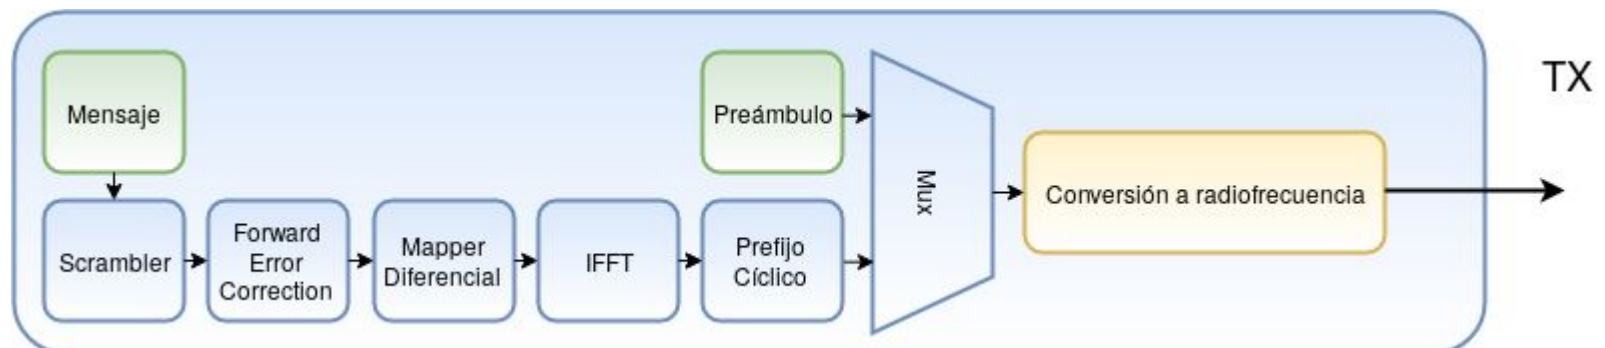 TX
Mensaje
Preámbulo
Mux
Conversión a radiofrecuencia
Scrambler
Forward
Error
Correction
Mapper
Diferencial
IFFT
Prefijo
Cíclico